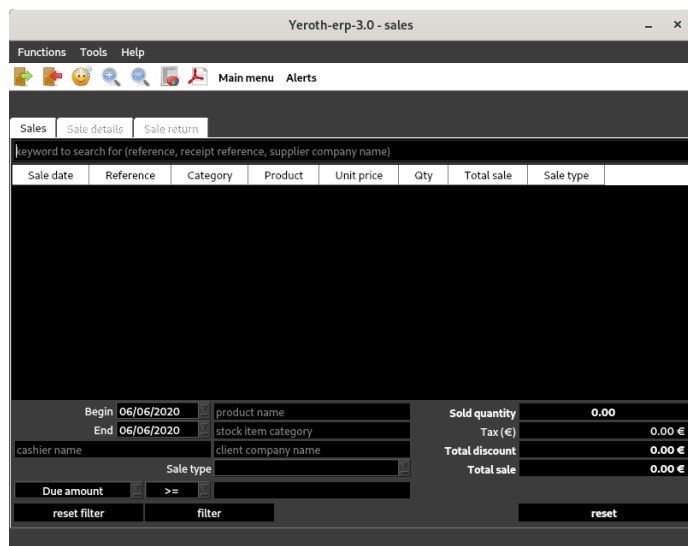 Yeroth-erp-3.0 - sales
Functions Tools Help
Main menu Alerts
Sales Sale details Sale return
keyword to search for (reference, receipt reference, supplier company name)
Sale date Reference Category Product Unit price Qty Total sale Sale type
Begin 06/06/2020 product name Sold quantity 0.00
End 06/06/2020 stock item category Tax (€) 0.00 €
cashier name client company name Total discount 0.00 €
Sale type Total sale 0.00 €
Due amount >=
reset filter filter reset